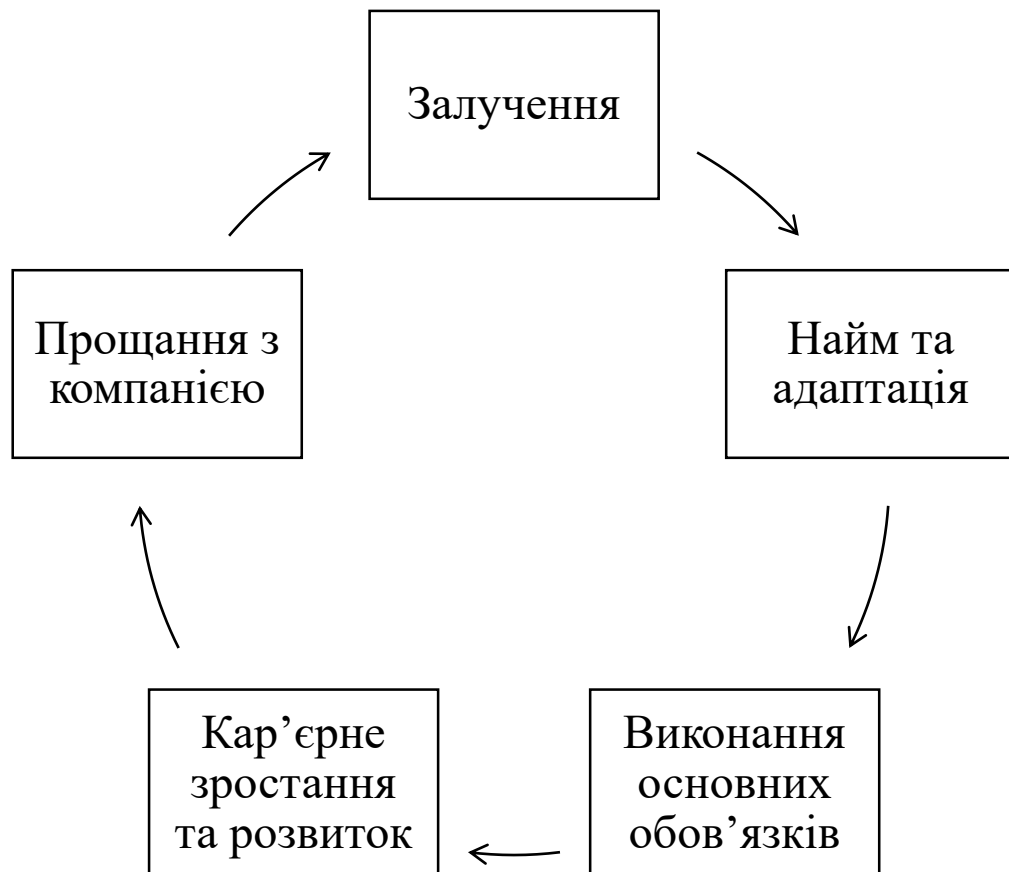 Залучення
Найм та
адаптація
Виконання
основних
обов’язків
Кар’єрне
зростання
та розвиток
Прощання з
компанією